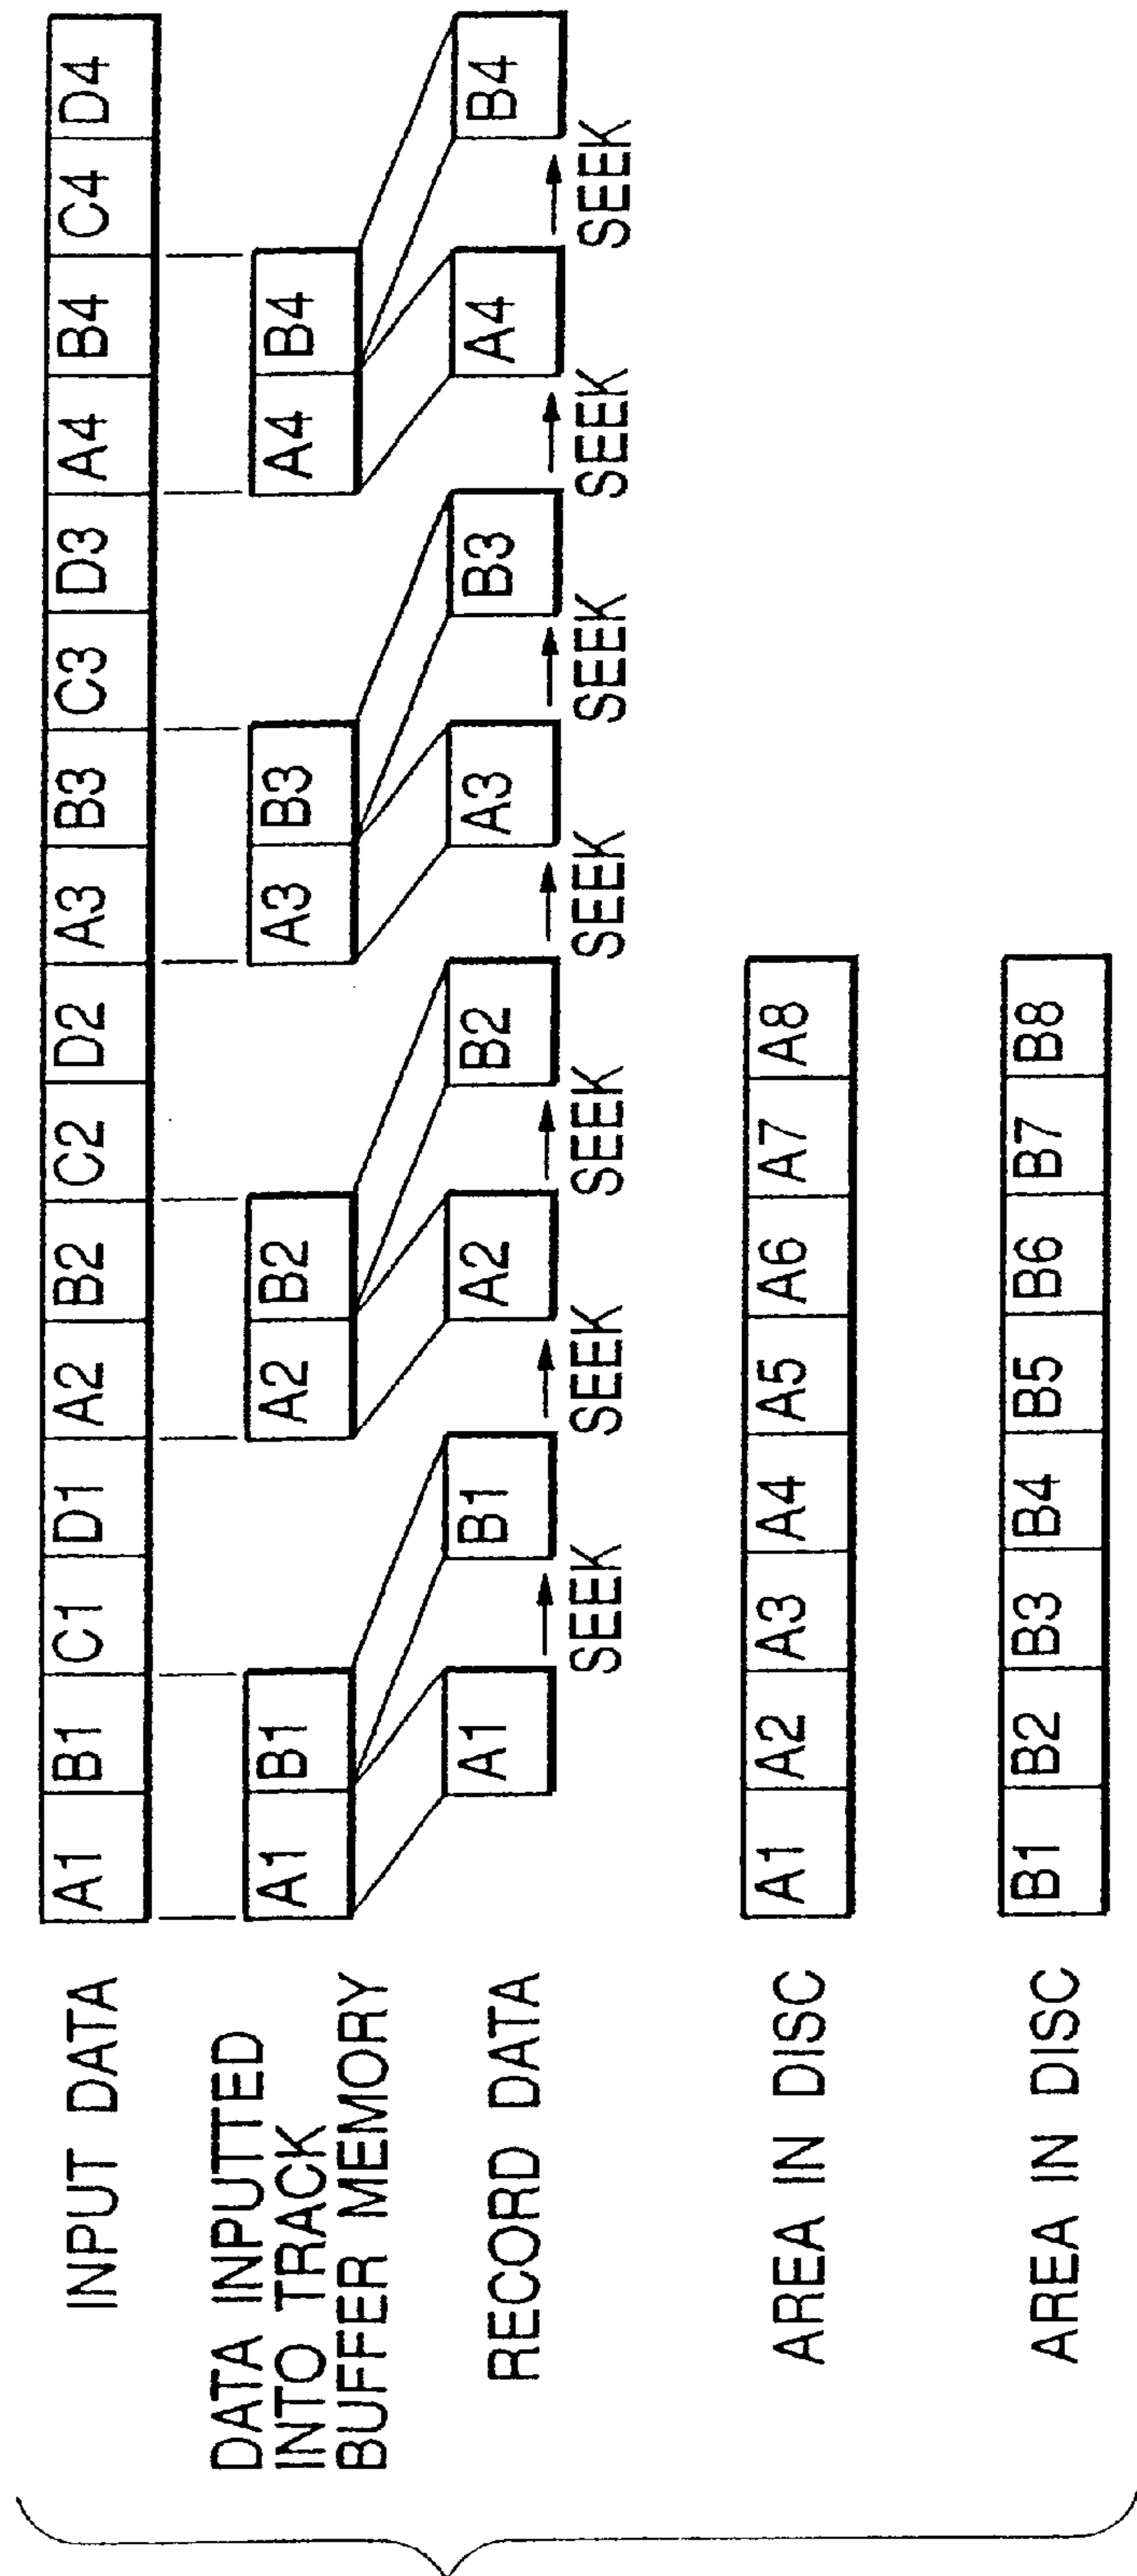 INPUT DATA
A1 B1 C1 D1 A2 B2 C2 D2 A3 B3 C3 D3 A4 B4 C4 D4
DATA INPUTTED
INTO TRACK
BUFFER MEMORY
A1 B1 A2 B2 A3 B3 A4 B4
RECORD DATA
A1 B1 A2 B2 A3 B3 A4 B4
SEEK SEEK SEEK SEEK SEEK SEEK SEEK
AREA IN DISC
A1 A2 A3 A4 A5 A6 A7 A8
AREA IN DISC
B1 B2 B3 B4 B5 B6 B7 B8